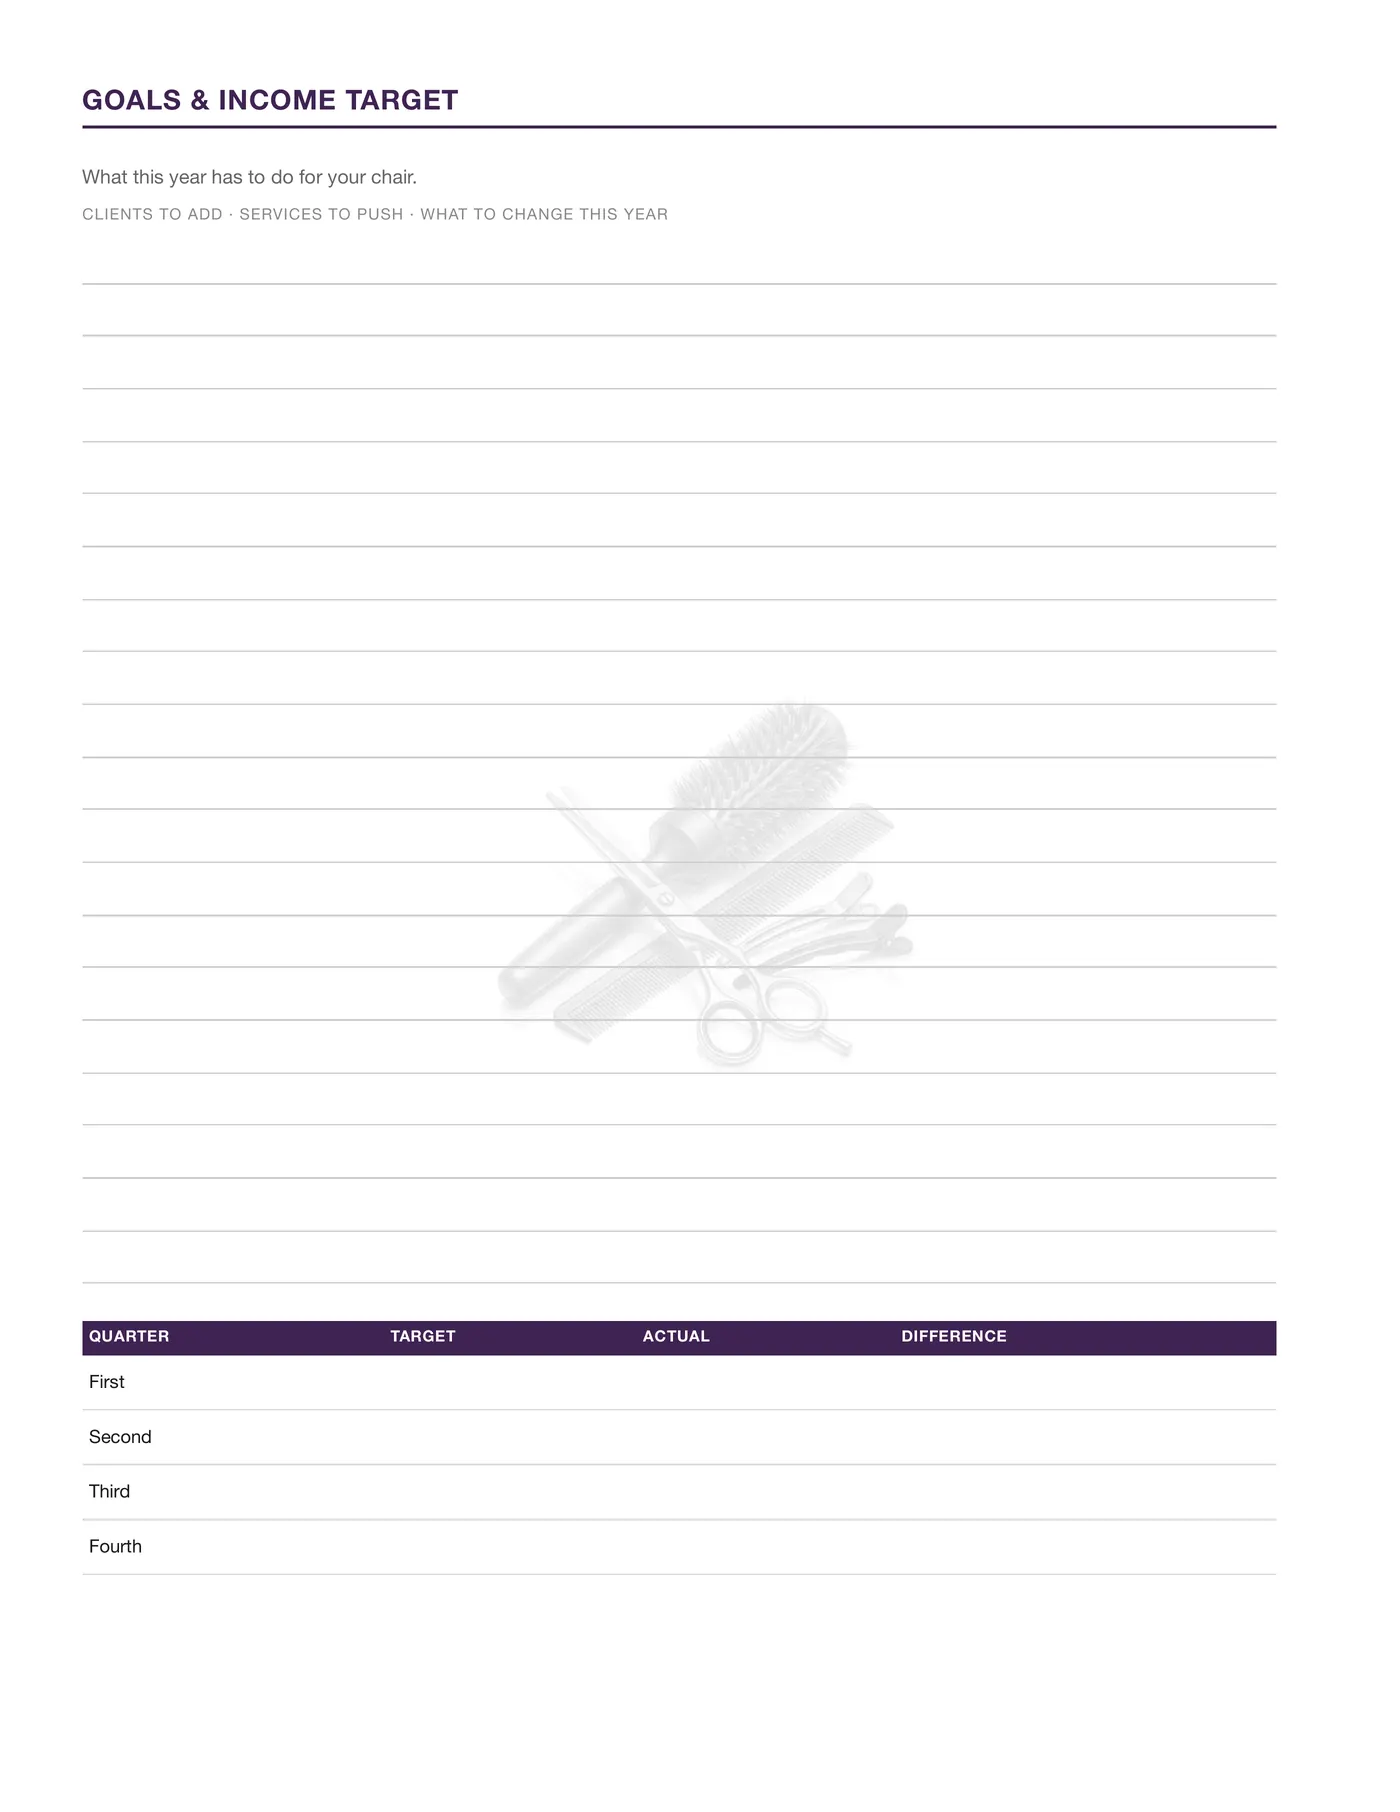 GOALS & INCOME TARGET
What this year has to do for your chair.
CLIENTS TO ADD · SERVICES TO PUSH · WHAT TO CHANGE THIS YEAR
QUARTER TARGET ACTUAL DIFFERENCE
First
Second
Third
Fourth